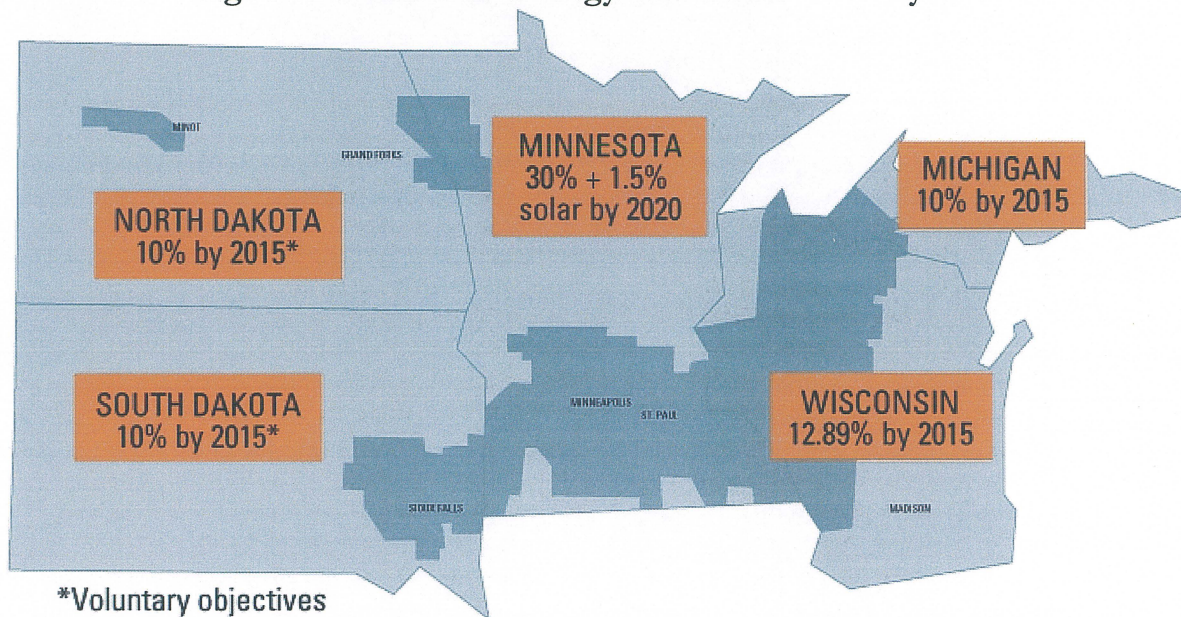 MINOT
GRAND FORKS
MINNESOTA
30% + 1.5%
solar by 2020
MICHIGAN
10% by 2015
NORTH DAKOTA
10% by 2015*
SOUTH DAKOTA
10% by 2015*
MINNEAPOLIS
ST. PAUL
WISCONSIN
12.89% by 2015
SIOUX FALLS
MADISON
*Voluntary objectives